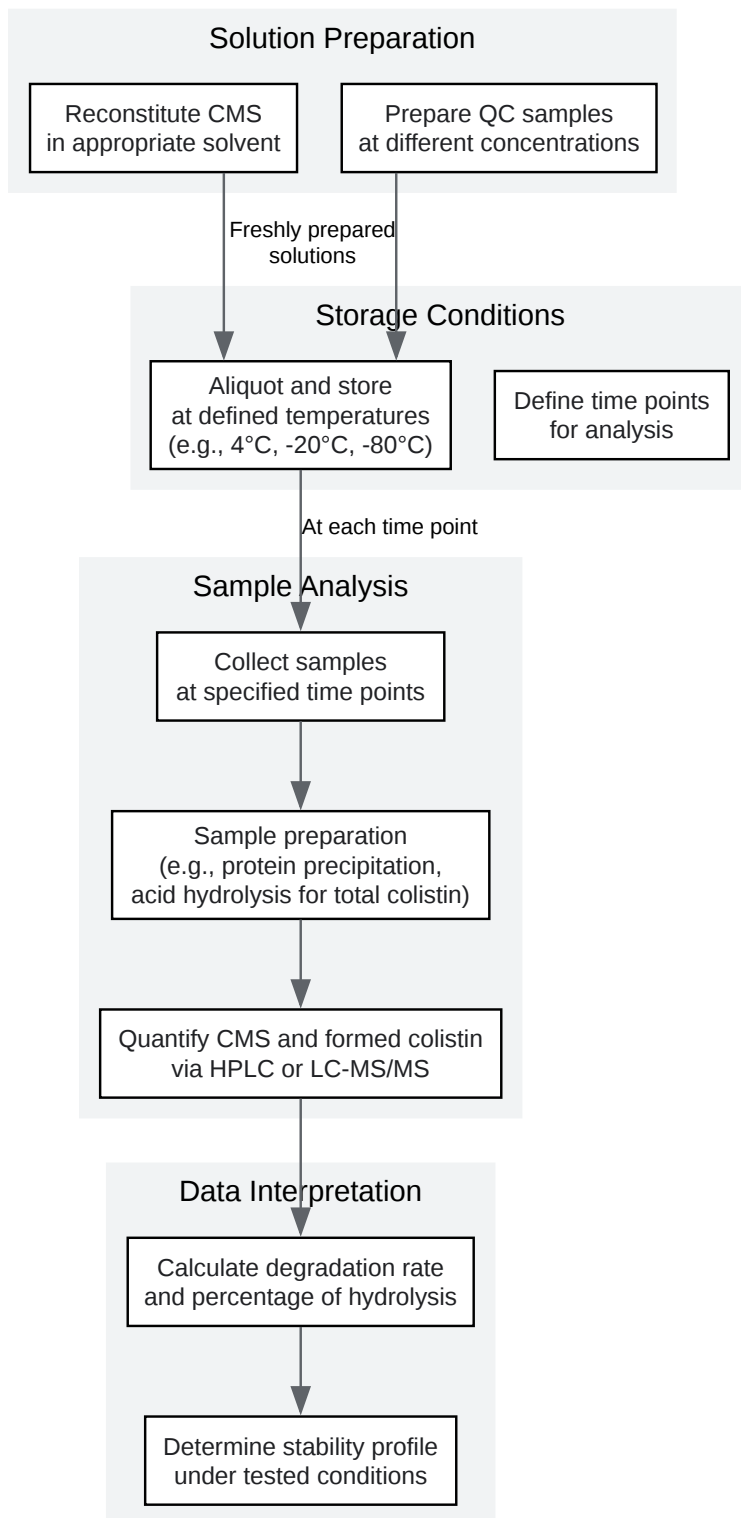 Solution Preparation
Reconstitute CMS
in appropriate solvent
Prepare QC samples
at different concentrations
Freshly prepared
solutions
Storage Conditions
Aliquot and store
at defined temperatures
(e.g., 4°C, -20°C, -80°C)
Define time points
for analysis
At each time point
Sample Analysis
Collect samples
at specified time points
Sample preparation
(e.g., protein precipitation,
acid hydrolysis for total colistin)
Quantify CMS and formed colistin
via HPLC or LC-MS/MS
Data Interpretation
Calculate degradation rate
and percentage of hydrolysis
Determine stability profile
under tested conditions